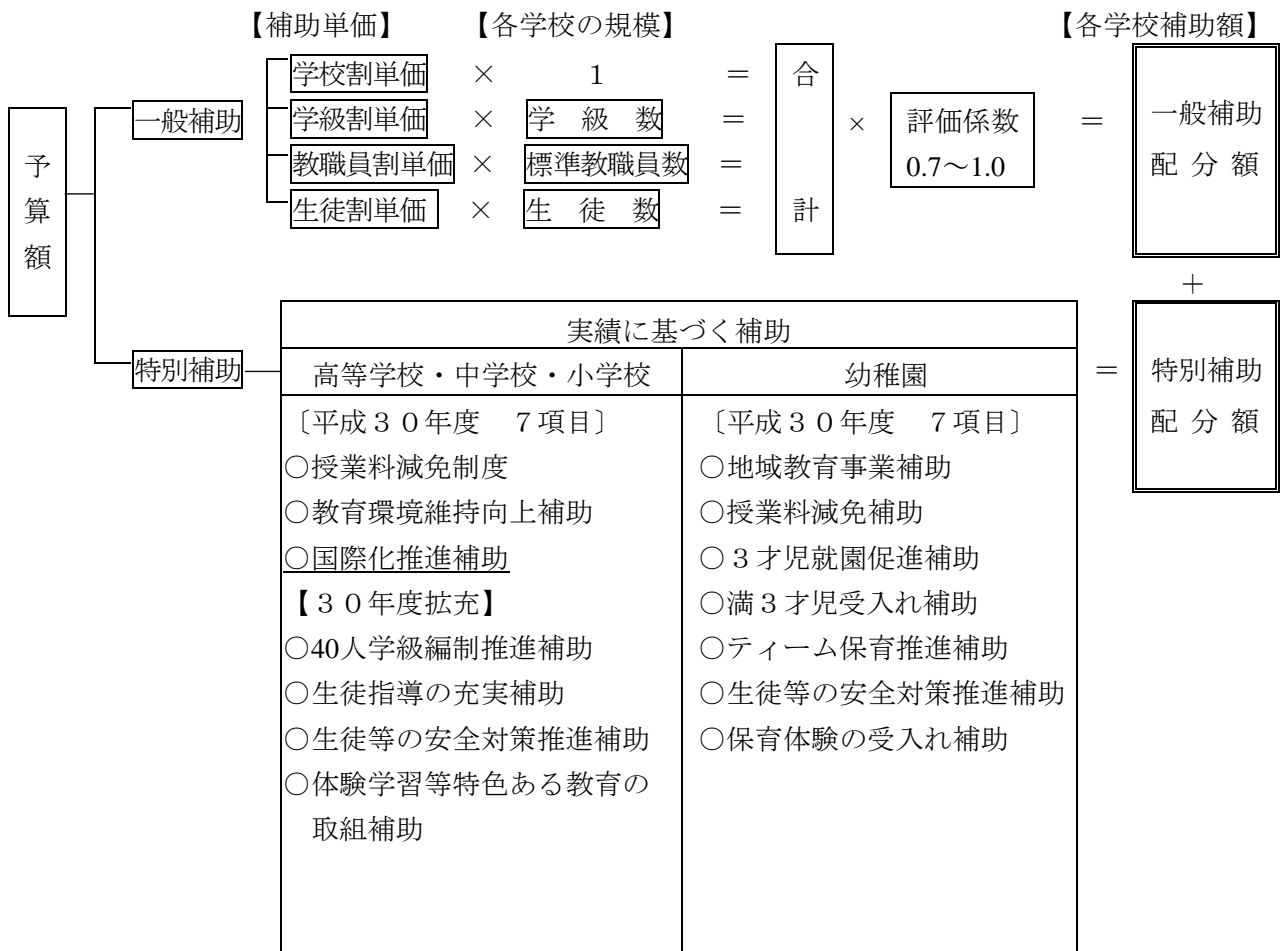 【補助単価】 【各学校の規模】 【各学校補助額】
予算額
一般補助
学校割単価 × 1 =
学級割単価 × 学級数 =
教職員割単価 × 標準教職員数 =
生徒割単価 × 生徒数 =
合計
× 評価係数
0.7~1.0
=
一般補助
配分額
+
特別補助
実績に基づく補助
高等学校・中学校・小学校
〔平成30年度 7項目〕
○授業料減免制度
○教育環境維持向上補助
○国際化推進補助
【30年度拡充】
○40人学級編制推進補助
○生徒指導の充実補助
○生徒等の安全対策推進補助
○体験学習等特色ある教育の
取組補助
幼稚園
〔平成30年度 7項目〕
○地域教育事業補助
○授業料減免補助
○3才児就園促進補助
○満3才児受入れ補助
○ティーム保育推進補助
○生徒等の安全対策推進補助
○保育体験の受入れ補助
=
特別補助
配分額